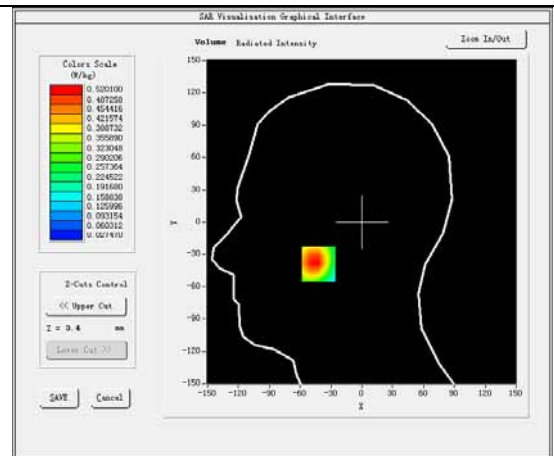 SAR Visualisation Graphical Interface
Volume Radiated Intensity
Zoom In/Out
Colors Scale
(W/kg)
0.520100
0.487258
0.454416
0.421574
0.388732
0.355890
0.323048
0.290206
0.257364
0.224522
0.191680
0.158838
0.125996
0.093154
0.060312
0.027470
Z-Cuts Control
<< Upper Cut
Z = 3.4 mm
Lower Cut >>
SAVE
Cancel
150
120
90
60
30
0
-30
-60
-90
-120
-150
Y
-150 -120 -90 -60 -30 0 30 60 90 120 150
X